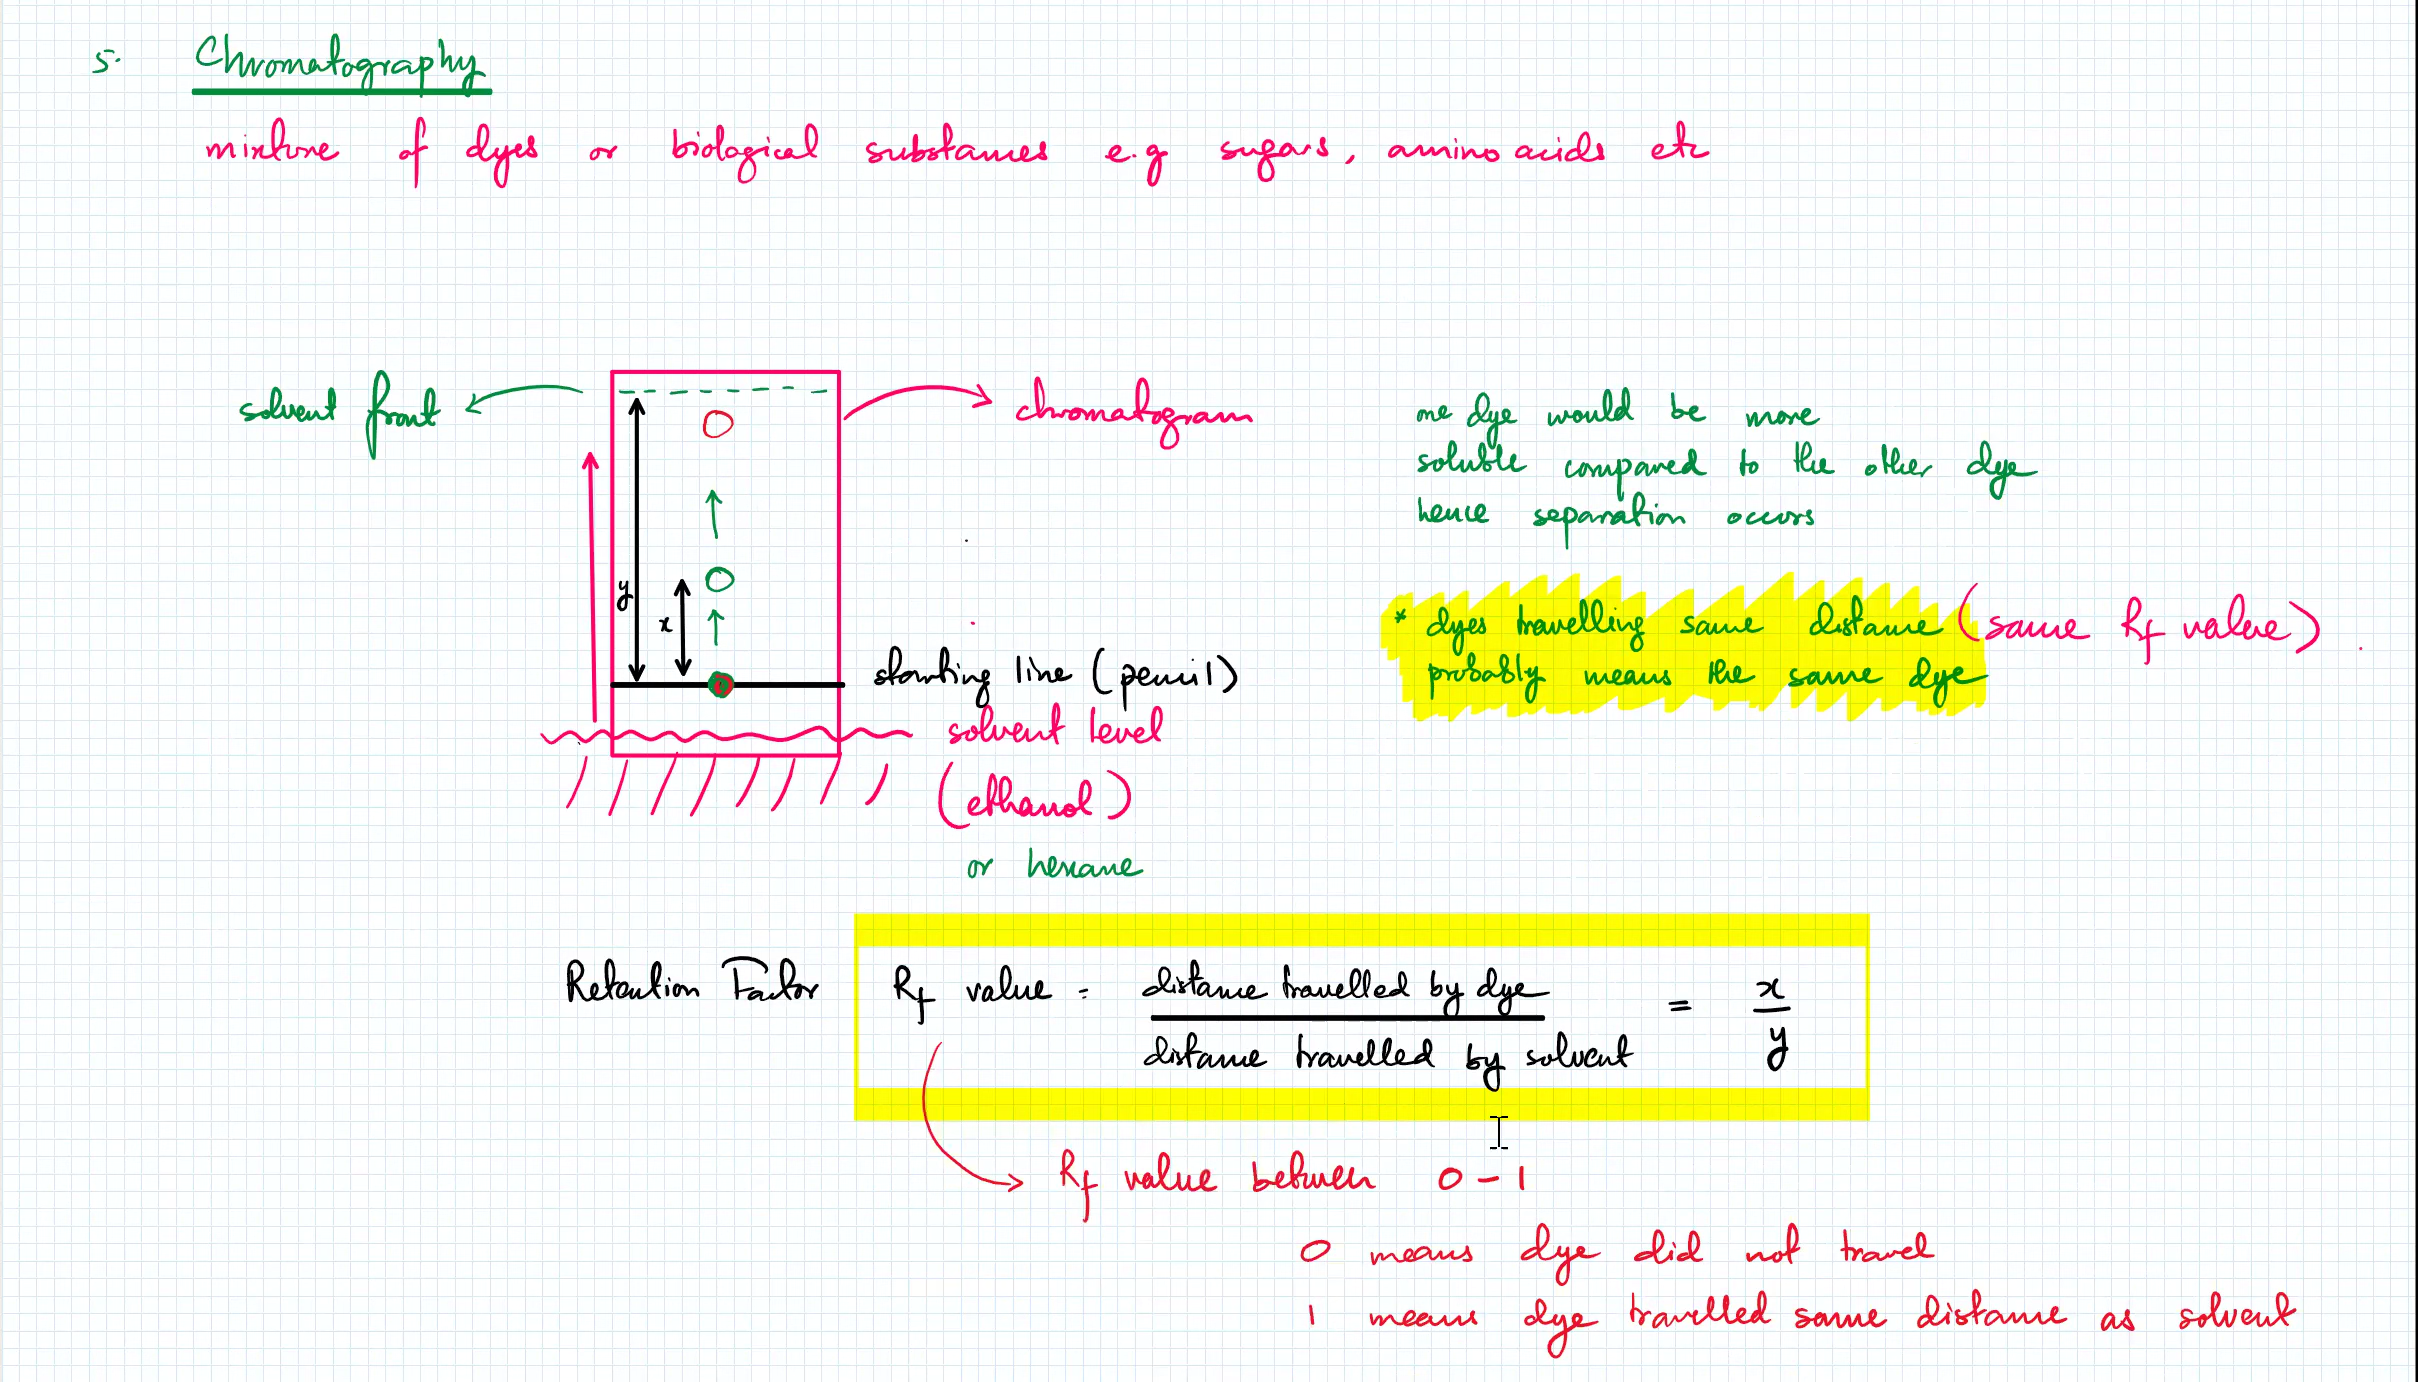 5. Chromatography
mixture of dyes or biological substances e.g sugars, amino acids etc
solvent front
chromatogram
one dye would be more
soluble compared to the other dye
hence separation occurs
y
x
starting line (pencil)
* dyes travelling same distance (same Rf value).
probably means the same dye
solvent level
(ethanol)
or hexane
Retention Factor Rf value = distance travelled by dye = x
distance travelled by solvent y
Rf value between 0-1
0 means dye did not travel
1 means dye travelled same distance as solvent